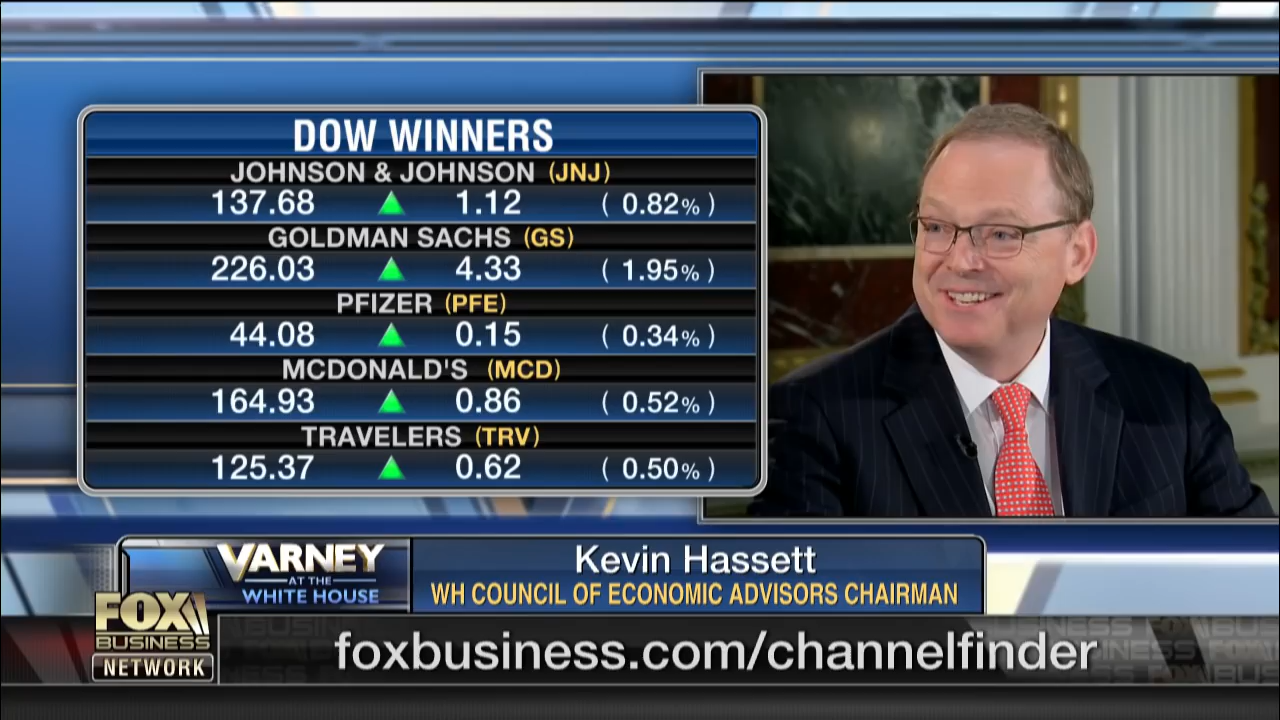 DOW WINNERS
JOHNSON & JOHNSON (JNJ)
137.68 ▲ 1.12 (0.82%)
GOLDMAN SACHS (GS)
226.03 ▲ 4.33 (1.95%)
PFIZER (PFE)
44.08 ▲ 0.15 (0.34%)
MCDONALD'S (MCD)
164.93 ▲ 0.86 (0.52%)
TRAVELERS (TRV)
125.37 ▲ 0.62 (0.50%)
VARNEY
AT THE
WHITE HOUSE
Kevin Hassett
WH COUNCIL OF ECONOMIC ADVISORS CHAIRMAN
FOX
BUSINESS
NETWORK
foxbusiness.com/channelfinder